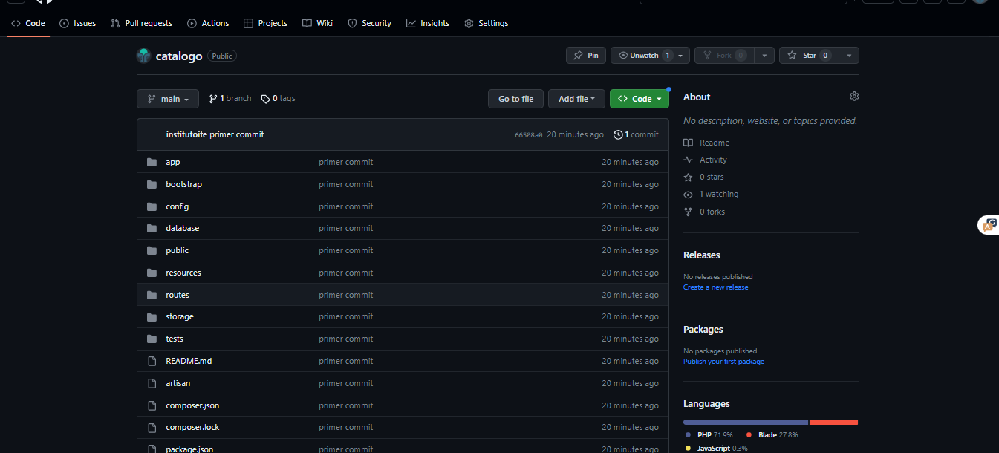 Code Issues Pull requests Actions Projects Wiki Security Insights Settings
catalogo Public Pin Unwatch 1 Fork 0 Star 0
main 1 branch 0 tags Go to file Add file Code
institutoite primer commit 66508a0 20 minutes ago 1 commit
app primer commit 20 minutes ago
bootstrap primer commit 20 minutes ago
config primer commit 20 minutes ago
database primer commit 20 minutes ago
public primer commit 20 minutes ago
resources primer commit 20 minutes ago
routes primer commit 20 minutes ago
storage primer commit 20 minutes ago
tests primer commit 20 minutes ago
README.md primer commit 20 minutes ago
artisan primer commit 20 minutes ago
composer.json primer commit 20 minutes ago
composer.lock primer commit 20 minutes ago
package.json primer commit 20 minutes ago
About
No description, website, or topics provided.
Readme
Activity
0 stars
1 watching
0 forks
Releases
No releases published
Create a new release
Packages
No packages published
Publish your first package
Languages
PHP 71.9% Blade 27.8%
JavaScript 0.3%